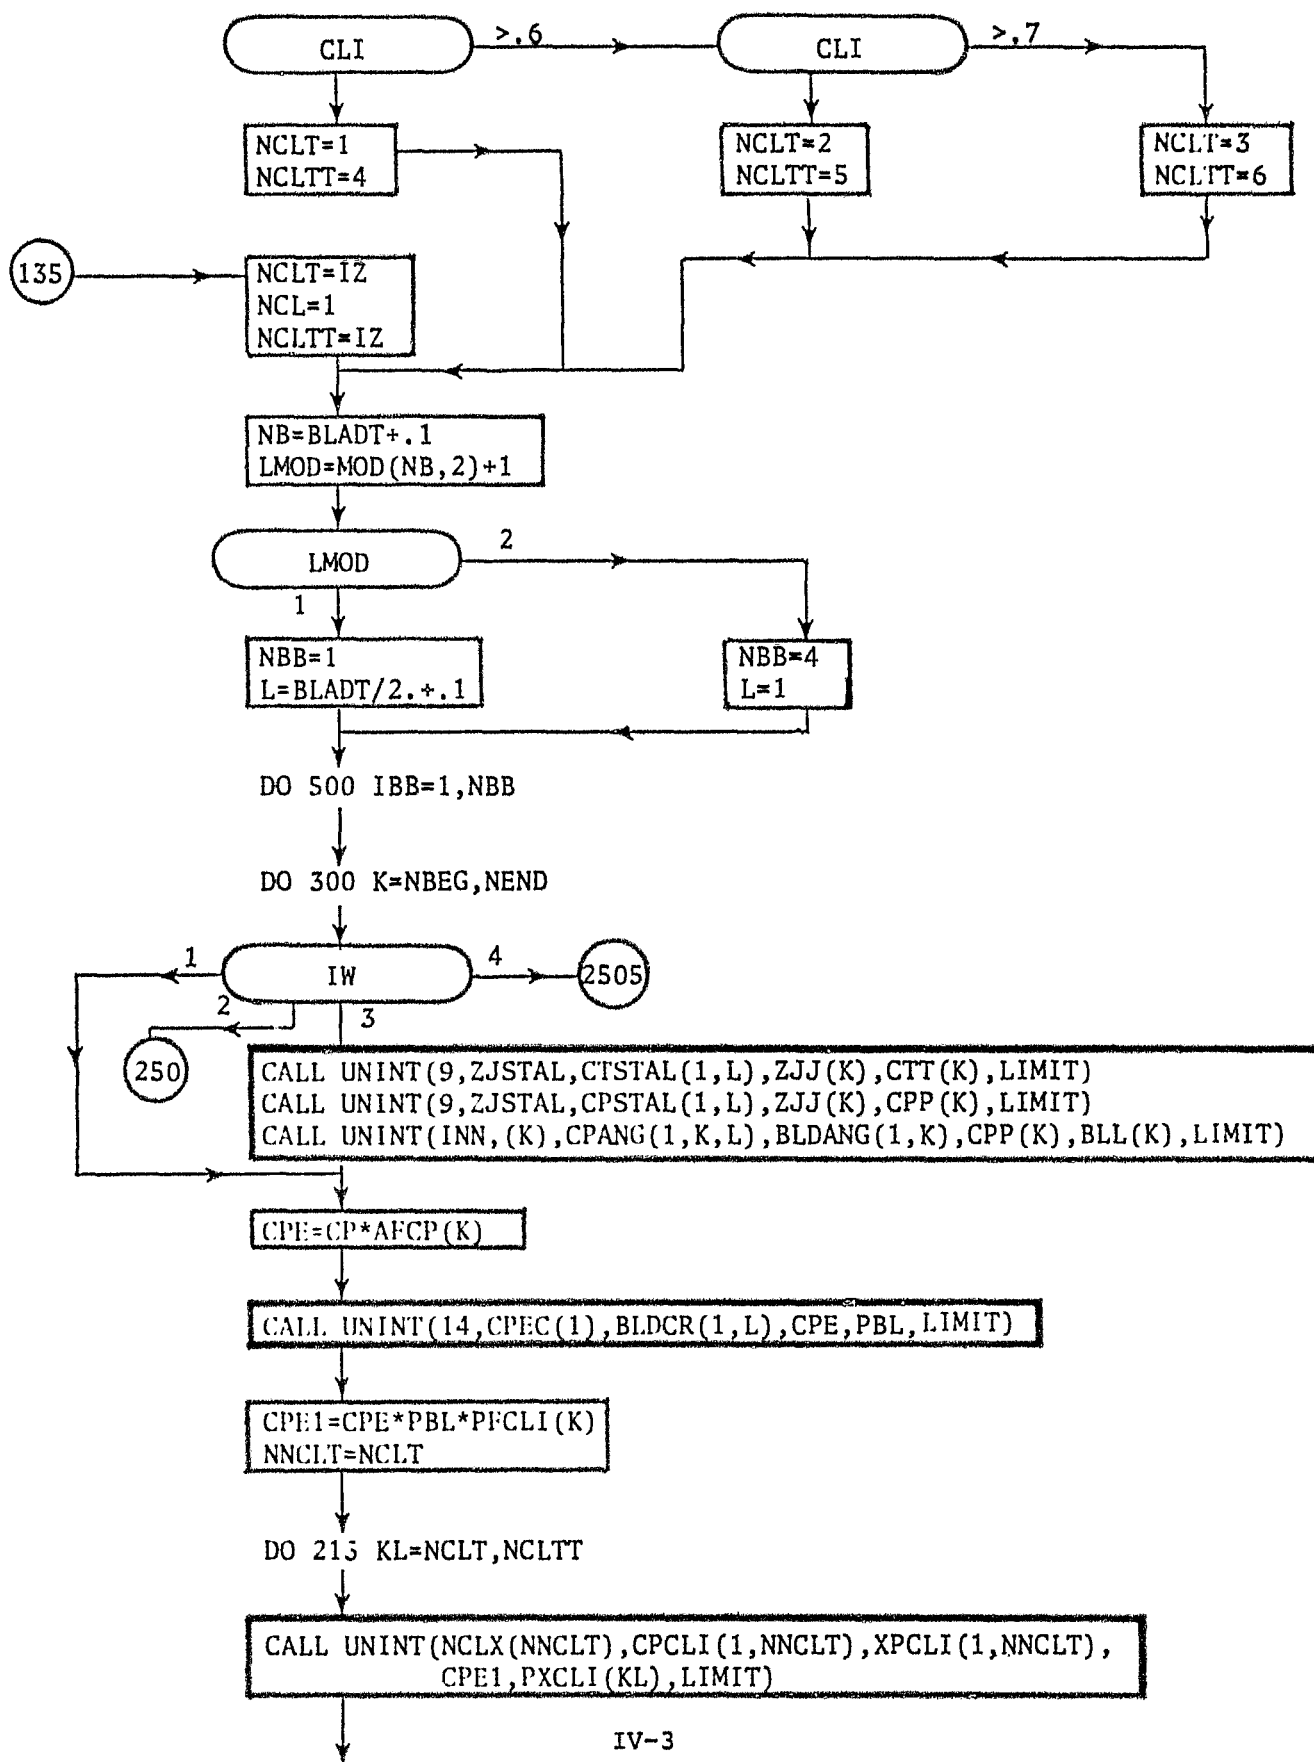 CLI
>.6
CLI
>.7
NCLT=1
NCLTT=4
NCLT=2
NCLTT=5
NCLT=3
NCLTT=6
135
NCLT=IZ
NCL=1
NCLTT=IZ
NB=BLADT+.1
LMOD=MOD(NB,2)+1
LMOD
2
1
NBB=1
L=BLADT/2.+.1
NBB=4
L=1
DO 500 IBB=1,NBB
DO 300 K=NBEG,NEND
1
IW
4
2505
2
3
250
CALL UNINT(9,ZJSTAL,CTSTAL(1,L),ZJJ(K),CTT(K),LIMIT)
CALL UNINT(9,ZJSTAL,CPSTAL(1,L),ZJJ(K),CPP(K),LIMIT)
CALL UNINT(INN,(K),CPANG(1,K,L),BLDANG(1,K),CPP(K),BLL(K),LIMIT)
CPE=CP*AFCP(K)
CALL UNINT(14,CPEC(1),BLDCR(1,L),CPE,PBL,LIMIT)
CPE1=CPE*PBL*PFCLI(K)
NNCLT=NCLT
DO 215 KL=NCLT,NCLTT
CALL UNINT(NCLX(NNCLT),CPCLI(1,NNCLT),XPCLI(1,NNCLT),
CPE1,PXCLI(KL),LIMIT)
IV-3